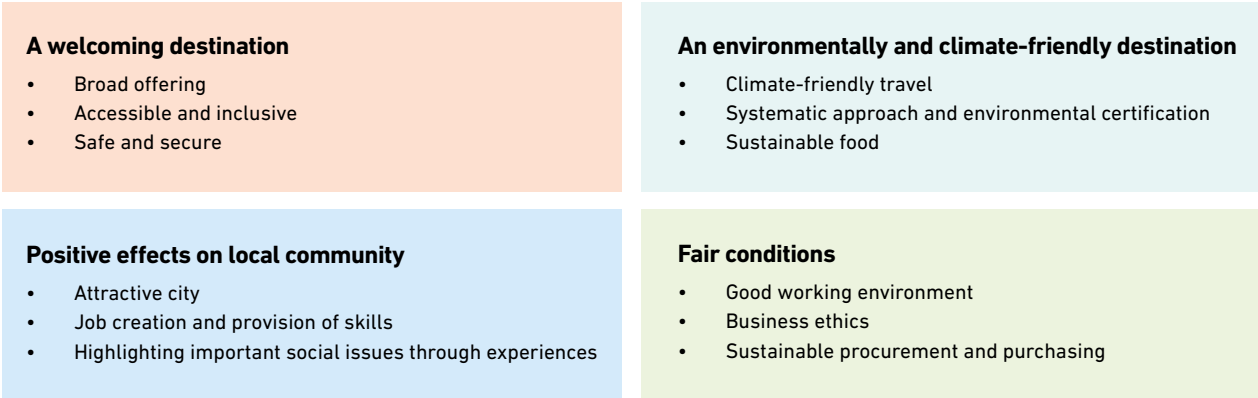 A welcoming destination
• Broad offering
• Accessible and inclusive
• Safe and secure
An environmentally and climate-friendly destination
• Climate-friendly travel
• Systematic approach and environmental certification
• Sustainable food
Positive effects on local community
• Attractive city
• Job creation and provision of skills
• Highlighting important social issues through experiences
Fair conditions
• Good working environment
• Business ethics
• Sustainable procurement and purchasing